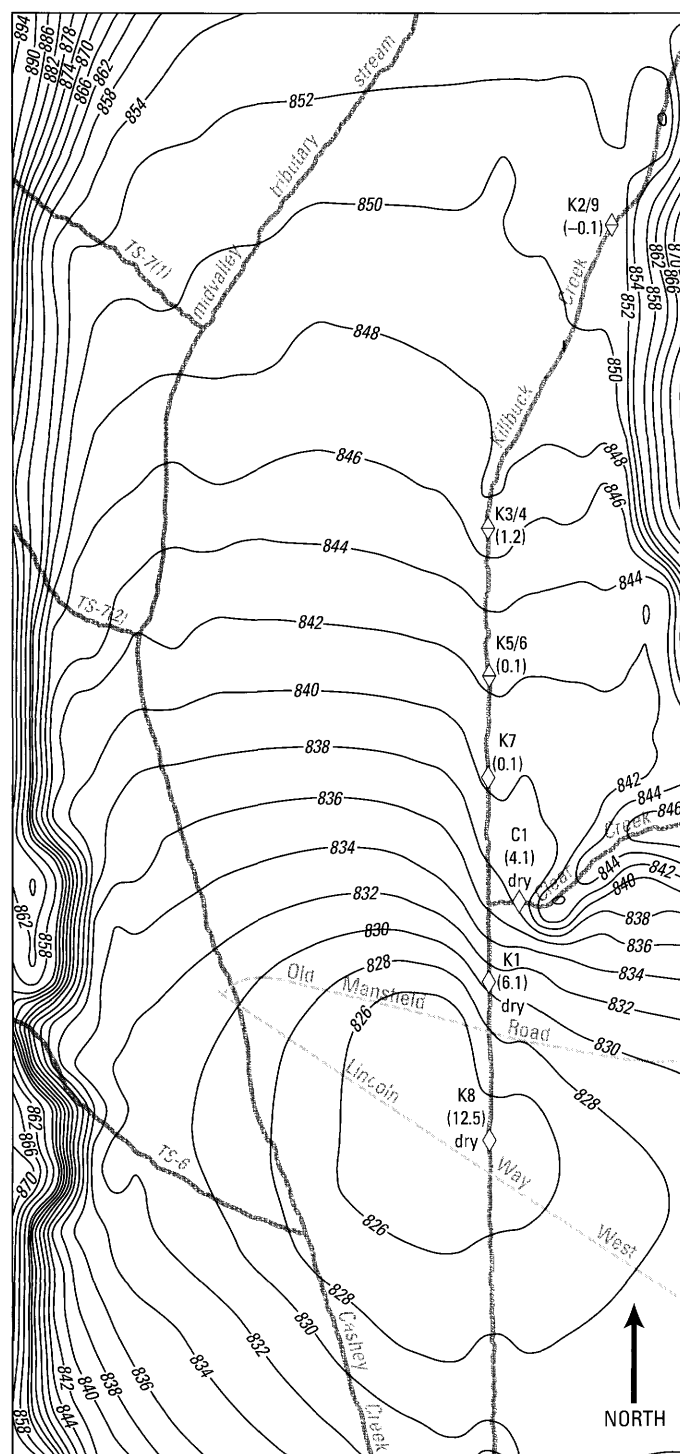 894
890
886
882
878
874
870
866
862
858
854
852
stream
tributary
midvalley
TS-7(1)
850
K2/9
(–0.1)
Creek
Killbuck
870
866
862
858
854
852
850
848
848
846
846
K3/4
(1.2)
844
844
TS-7(2)
842
K5/6
(0.1)
840
K7
(0.1)
838
842
844
846
836
Creek
C1
(4.1)
dry
Clear
844
842
840
834
838
862
858
832
836
830
834
828
K1
(6.1)
dry
832
Old
Mansfield
Road
826
830
Lincoln
828
K8
(12.5)
dry
862
866
870
TS-6
Way
West
826
828
830
Cashey
Creek
832
834
836
838
840
842
844
858
NORTH